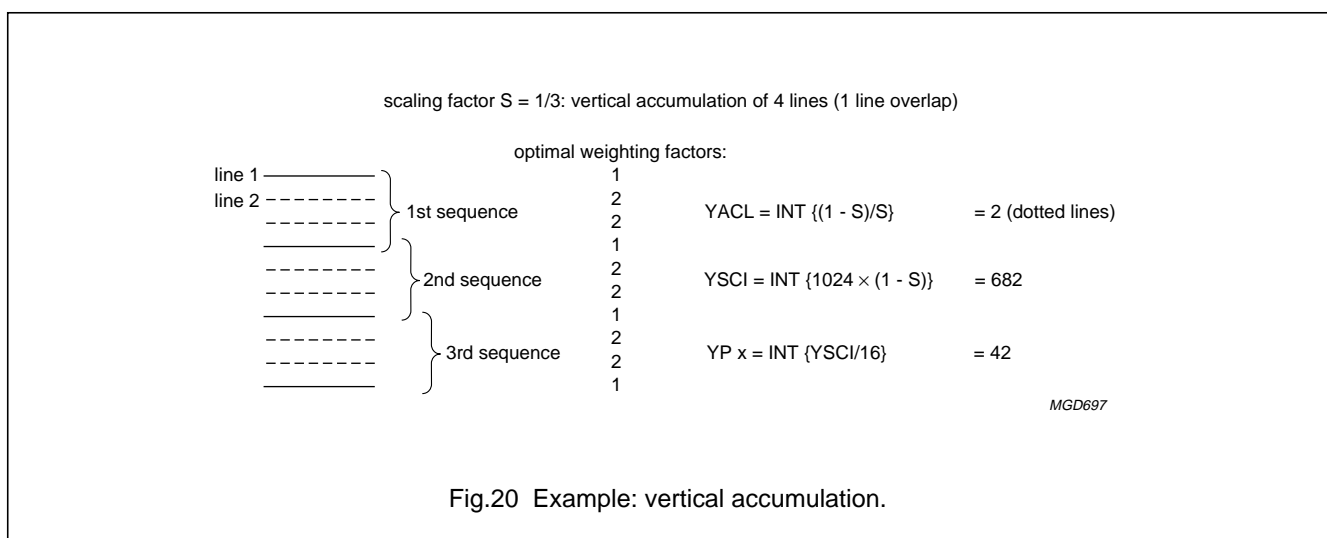 scaling factor S = 1/3: vertical accumulation of 4 lines (1 line overlap)
optimal weighting factors:
line 1
1
line 2
2
1st sequence
YACL = INT {(1 - S)/S} = 2 (dotted lines)
2
1
2
2nd sequence
YSCI = INT {1024 × (1 - S)} = 682
2
1
2
3rd sequence
YP x = INT {YSCI/16} = 42
2
1
MGD697
Fig.20 Example: vertical accumulation.